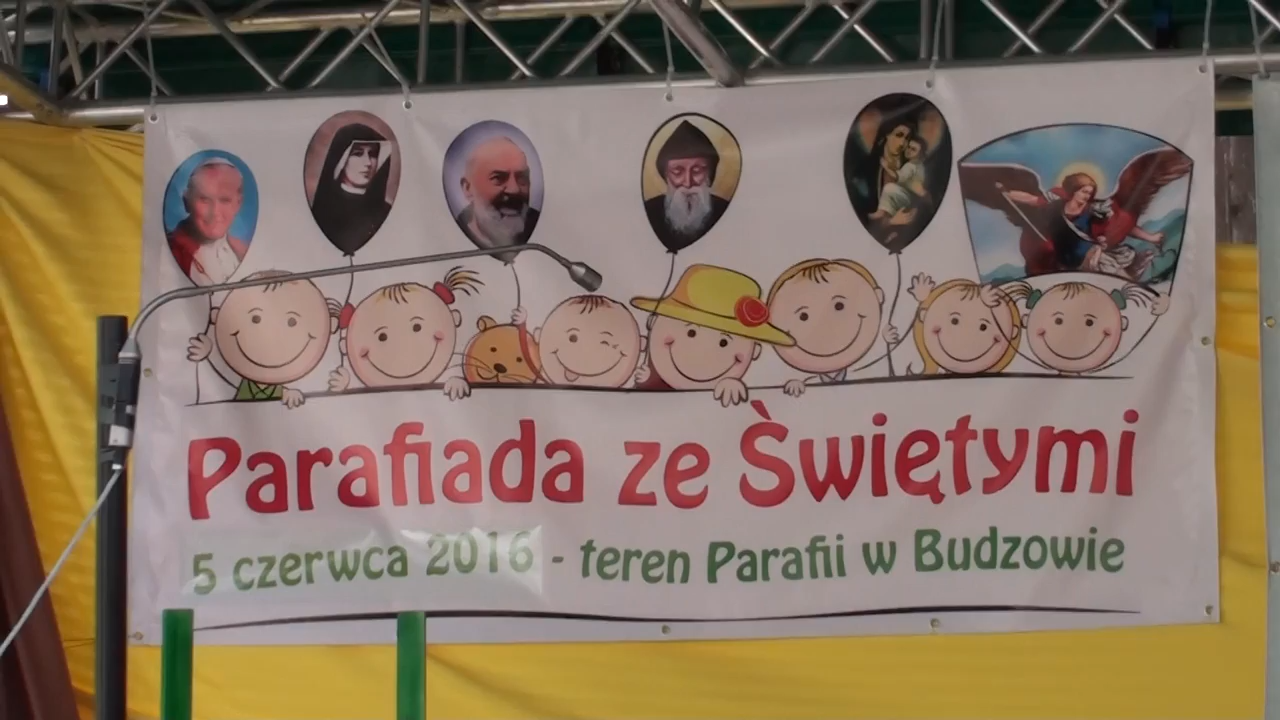 Parafiada ze Świętymi
5 czerwca 2016 - teren Parafii w Budzowie